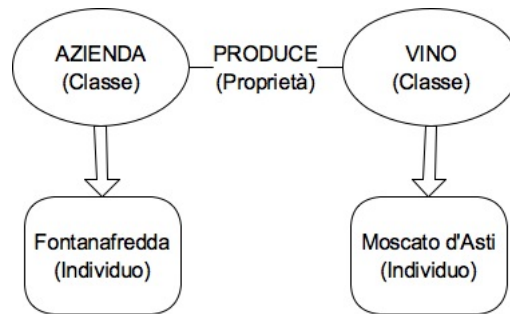 AZIENDA
(Classe)
PRODUCE
(Proprietà)
VINO
(Classe)
Fontanafredda
(Individuo)
Moscato d'Asti
(Individuo)